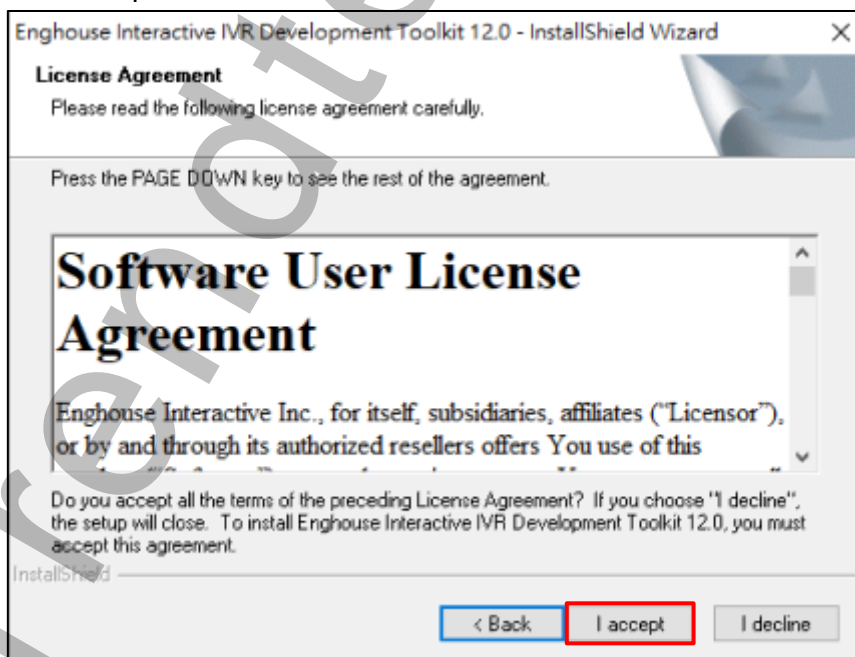 Enghouse Interactive IVR Development Toolkit 12.0 - InstallShield Wizard
License Agreement
Please read the following license agreement carefully.
Press the PAGE DOWN key to see the rest of the agreement.
Software User License
Agreement
Enghouse Interactive Inc., for itself, subsidiaries, affiliates (“Licensor”),
or by and through its authorized resellers offers You use of this
Do you accept all the terms of the preceding License Agreement? If you choose "I decline",
the setup will close. To install Enghouse Interactive IVR Development Toolkit 12.0, you must
accept this agreement.
InstallShield
< Back
I accept
I decline